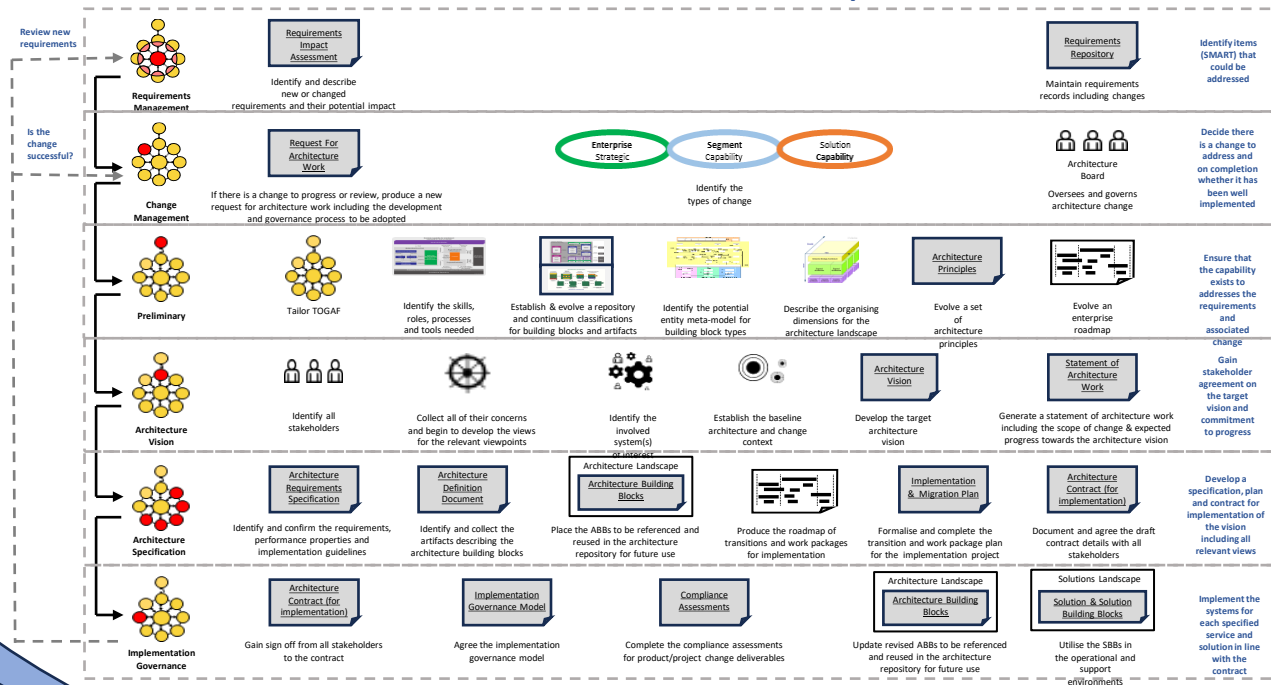 Review new
requirements
Requirements
Management
Requirements
Impact
Assessment
Identify and describe
new or changed
requirements and their potential impact
Requirements
Repository
Maintain requirements
records including changes
Identify items
(SMART) that
could be
addressed
Is the
change
successful?
Change
Management
Request For
Architecture
Work
If there is a change to progress or review, produce a new
request for architecture work including the development
and governance process to be adopted
Enterprise
Strategic
Segment
Capability
Solution
Capability
Identify the
types of change
Architecture
Board
Oversees and governs
architecture change
Decide there
is a change to
address and
on completion
whether it has
been well
implemented
Preliminary
Tailor TOGAF
Identify the skills,
roles, processes
and tools needed
Establish & evolve a repository
and continuum classifications
for building blocks and artifacts
Identify the potential
entity meta-model for
building block types
Describe the organising
dimensions for the
architecture landscape
Architecture
Principles
Evolve a set
of
architecture
principles
Evolve an
enterprise
roadmap
Ensure that
the capability
exists to
addresses the
requirements
and
associated
change
Architecture
Vision
Identify all
stakeholders
Collect all of their concerns
and begin to develop the views
for the relevant viewpoints
Identify the
involved
system(s)
of interest
Establish the baseline
architecture and change
context
Architecture
Vision
Develop the target
architecture
vision
Statement of
Architecture
Work
Generate a statement of architecture work
including the scope of change & expected
progress towards the architecture vision
Gain
stakeholder
agreement on
the target
vision and
commitment
to progress
Architecture
Specification
Architecture
Requirements
Specification
Identify and confirm the requirements,
performance properties and
implementation guidelines
Architecture
Definition
Document
Identify and collect the
artifacts describing the
architecture building blocks
Architecture Landscape
Architecture Building
Blocks
Place the ABBs to be referenced and
reused in the architecture
repository for future use
Produce the roadmap of
transitions and work packages
for implementation
Implementation
& Migration Plan
Formalise and complete the
transition and work package plan
for the implementation project
Architecture
Contract (for
implementation)
Document and agree the draft
contract details with all
stakeholders
Develop a
specification, plan
and contract for
implementation of
the vision
including all
relevant views
Implementation
Governance
Architecture
Contract (for
implementation)
Gain sign off from all stakeholders
to the contract
Implementation
Governance Model
Agree the implementation
governance model
Compliance
Assessments
Complete the compliance assessments
for product/project change deliverables
Architecture Landscape
Architecture Building
Blocks
Update revised ABBs to be referenced
and reused in the architecture
repository for future use
Solutions Landscape
Solution & Solution
Building Blocks
Utilise the SBBs in
the operational and
support
environments
Implement the
systems for
each specified
service and
solution in line
with the
contract